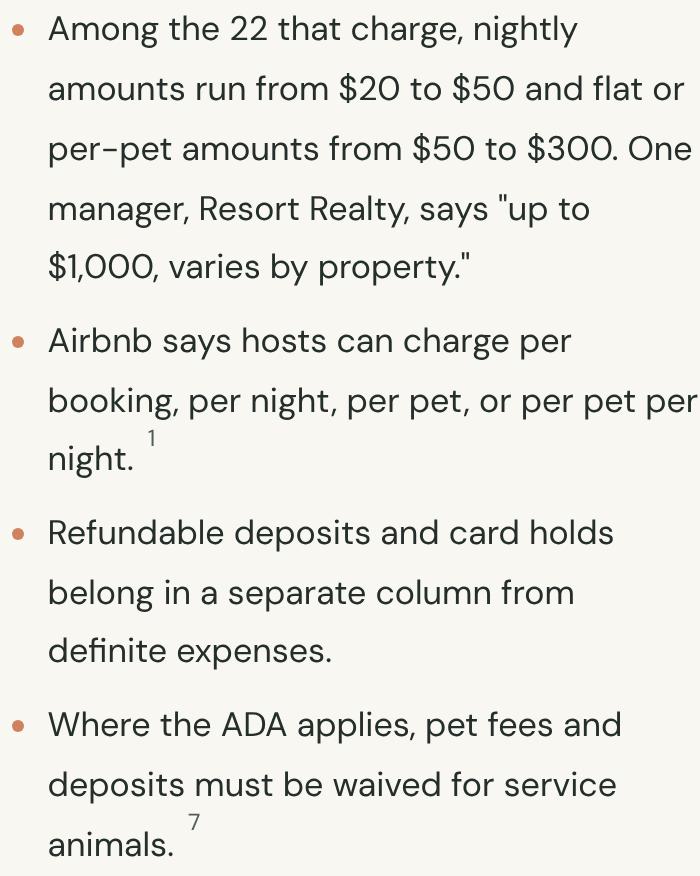 Among the 22 that charge, nightly
amounts run from $20 to $50 and flat or
per-pet amounts from $50 to $300. One
manager, Resort Realty, says "up to
$1,000, varies by property."
Airbnb says hosts can charge per
booking, per night, per pet, or per pet per
night. 1
Refundable deposits and card holds
belong in a separate column from
definite expenses.
Where the ADA applies, pet fees and
deposits must be waived for service
animals. 7